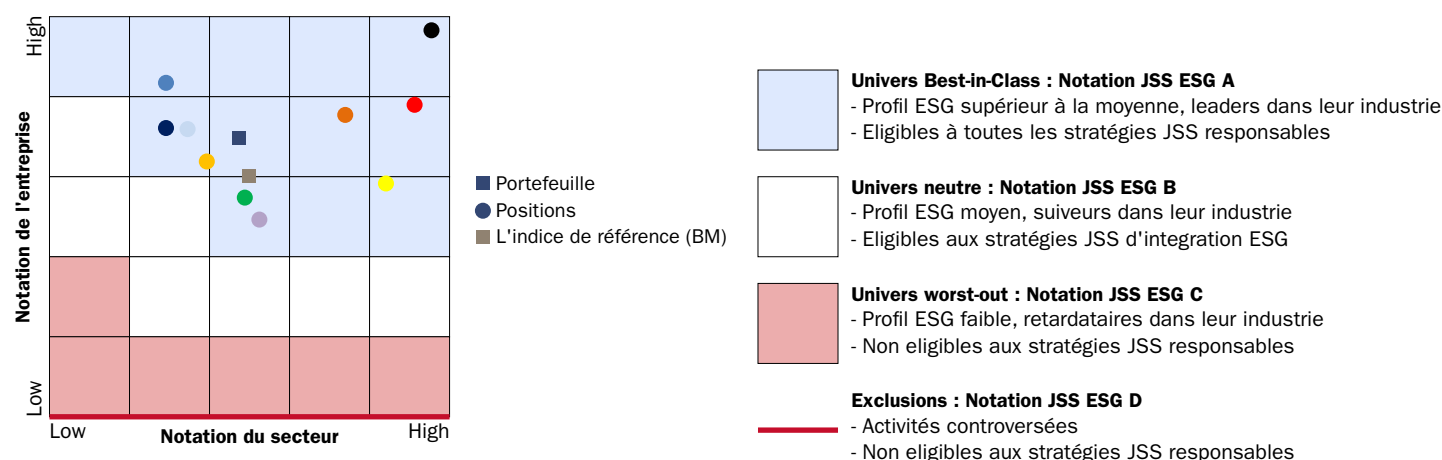 High
Notation de l'entreprise
Low
Low
Notation du secteur
High
Portefeuille
Positions
L'indice de référence (BM)
Univers Best-in-Class : Notation JSS ESG A
- Profil ESG supérieur à la moyenne, leaders dans leur industrie
- Eligibles à toutes les stratégies JSS responsables
Univers neutre : Notation JSS ESG B
- Profil ESG moyen, suiveurs dans leur industrie
- Eligibles aux stratégies JSS d'integration ESG
Univers worst-out : Notation JSS ESG C
- Profil ESG faible, retardataires dans leur industrie
- Non eligibles aux stratégies JSS responsables
Exclusions : Notation JSS ESG D
- Activités controversées
- Non eligibles aux stratégies JSS responsables